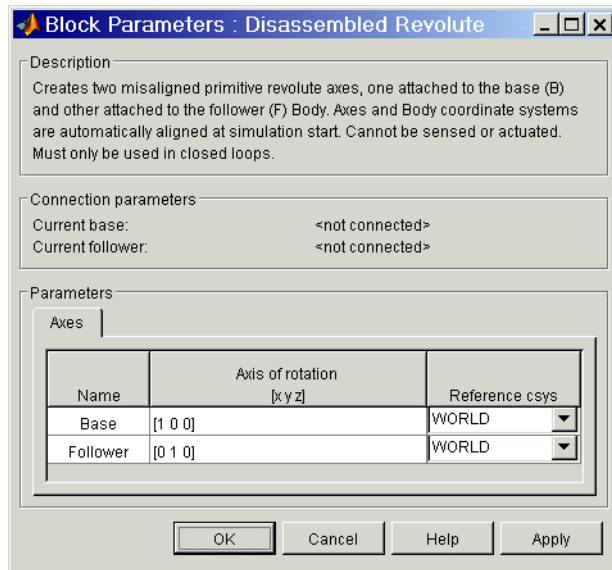 Block Parameters : Disassembled Revolute
Description
Creates two misaligned primitive revolute axes, one attached to the base (B)
and other attached to the follower (F) Body. Axes and Body coordinate systems
are automatically aligned at simulation start. Cannot be sensed or actuated.
Must only be used in closed loops.
Connection parameters
Current base: <not connected>
Current follower: <not connected>
Parameters
Axes
Name Axis of rotation [x y z] Reference csys
Base [1 0 0] WORLD
Follower [0 1 0] WORLD
OK Cancel Help Apply